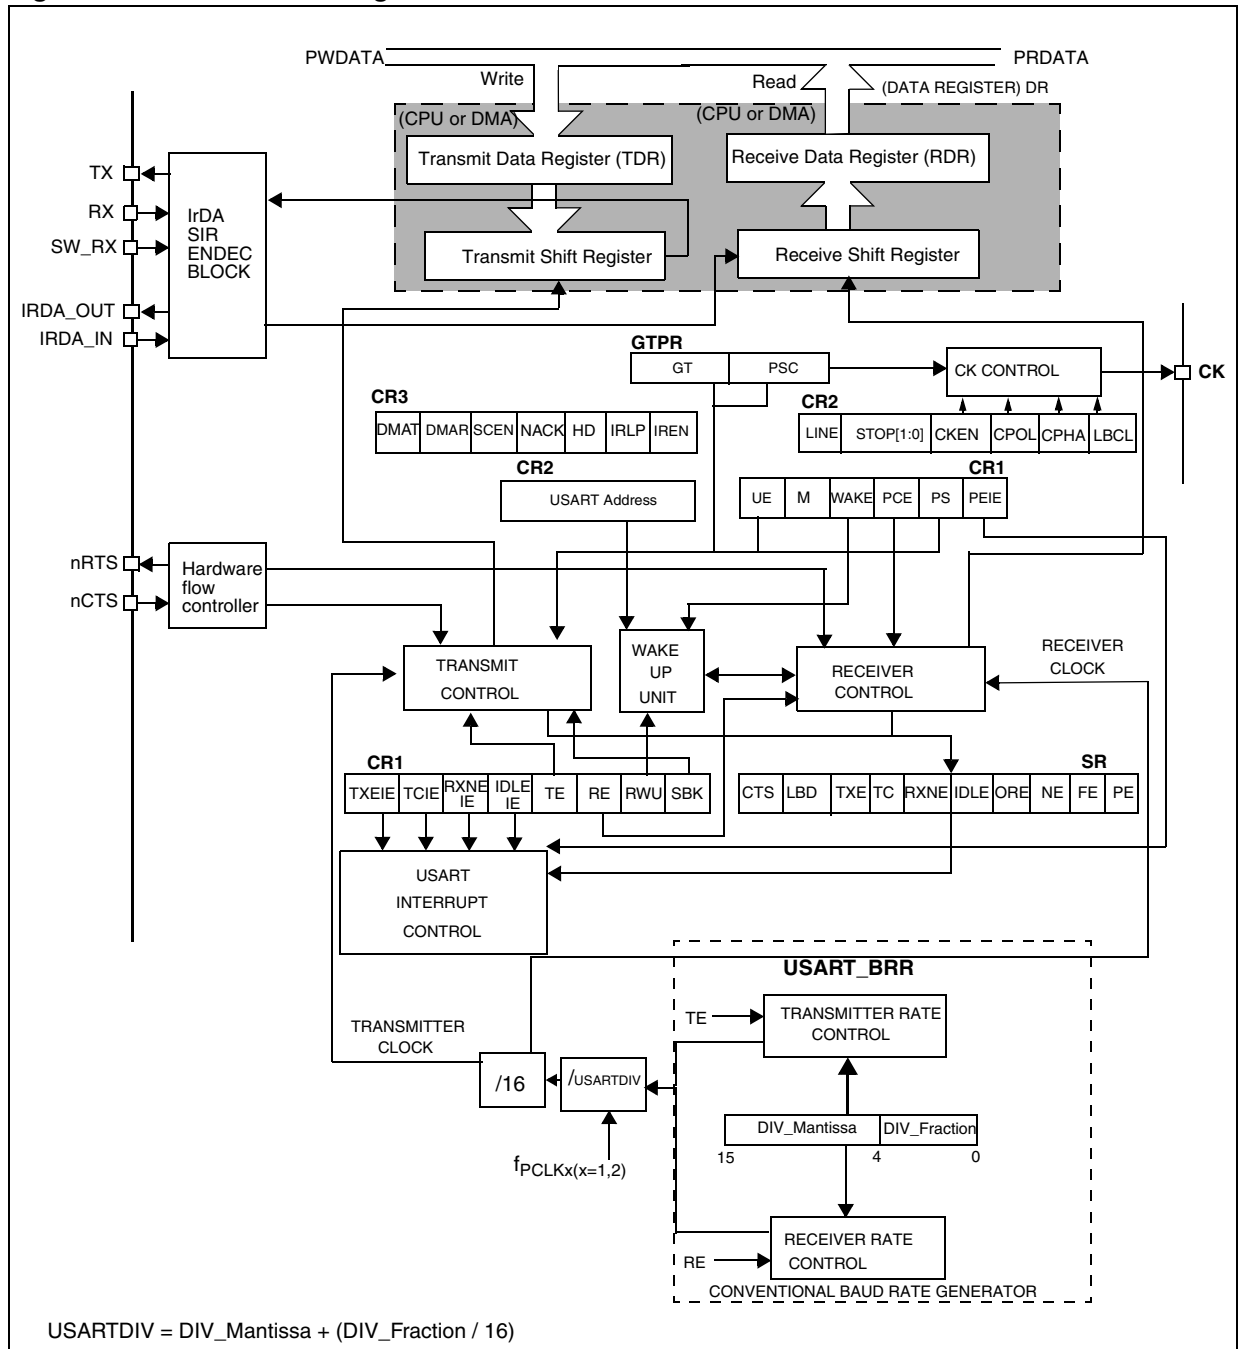 PWDATA
PRDATA
Write
Read
(DATA REGISTER) DR
(CPU or DMA)
(CPU or DMA)
Transmit Data Register (TDR)
Receive Data Register (RDR)
TX
RX
SW_RX
IRDA_OUT
IRDA_IN
IrDA
SIR
ENDEC
BLOCK
Transmit Shift Register
Receive Shift Register
GTPR
GT PSC
CK CONTROL
CK
CR3
DMAT DMAR SCEN NACK HD IRLP IREN
CR2
LINE STOP[1:0] CKEN CPOL CPHA LBCL
CR2
USART Address
CR1
UE M WAKE PCE PS PEIE
nRTS
nCTS
Hardware
flow
controller
TRANSMIT
CONTROL
WAKE
UP
UNIT
RECEIVER
CONTROL
RECEIVER
CLOCK
CR1
TXEIE TCIE RXNE IE IDLE IE TE RE RWU SBK
SR
CTS LBD TXE TC RXNE IDLE ORE NE FE PE
USART
INTERRUPT
CONTROL
USART_BRR
TE
TRANSMITTER RATE
CONTROL
TRANSMITTER
CLOCK
/16
/USARTDIV
fPCLKx(x=1,2)
DIV_Mantissa DIV_Fraction
15 4 0
RE
RECEIVER RATE
CONTROL
CONVENTIONAL BAUD RATE GENERATOR
USARTDIV = DIV_Mantissa + (DIV_Fraction / 16)